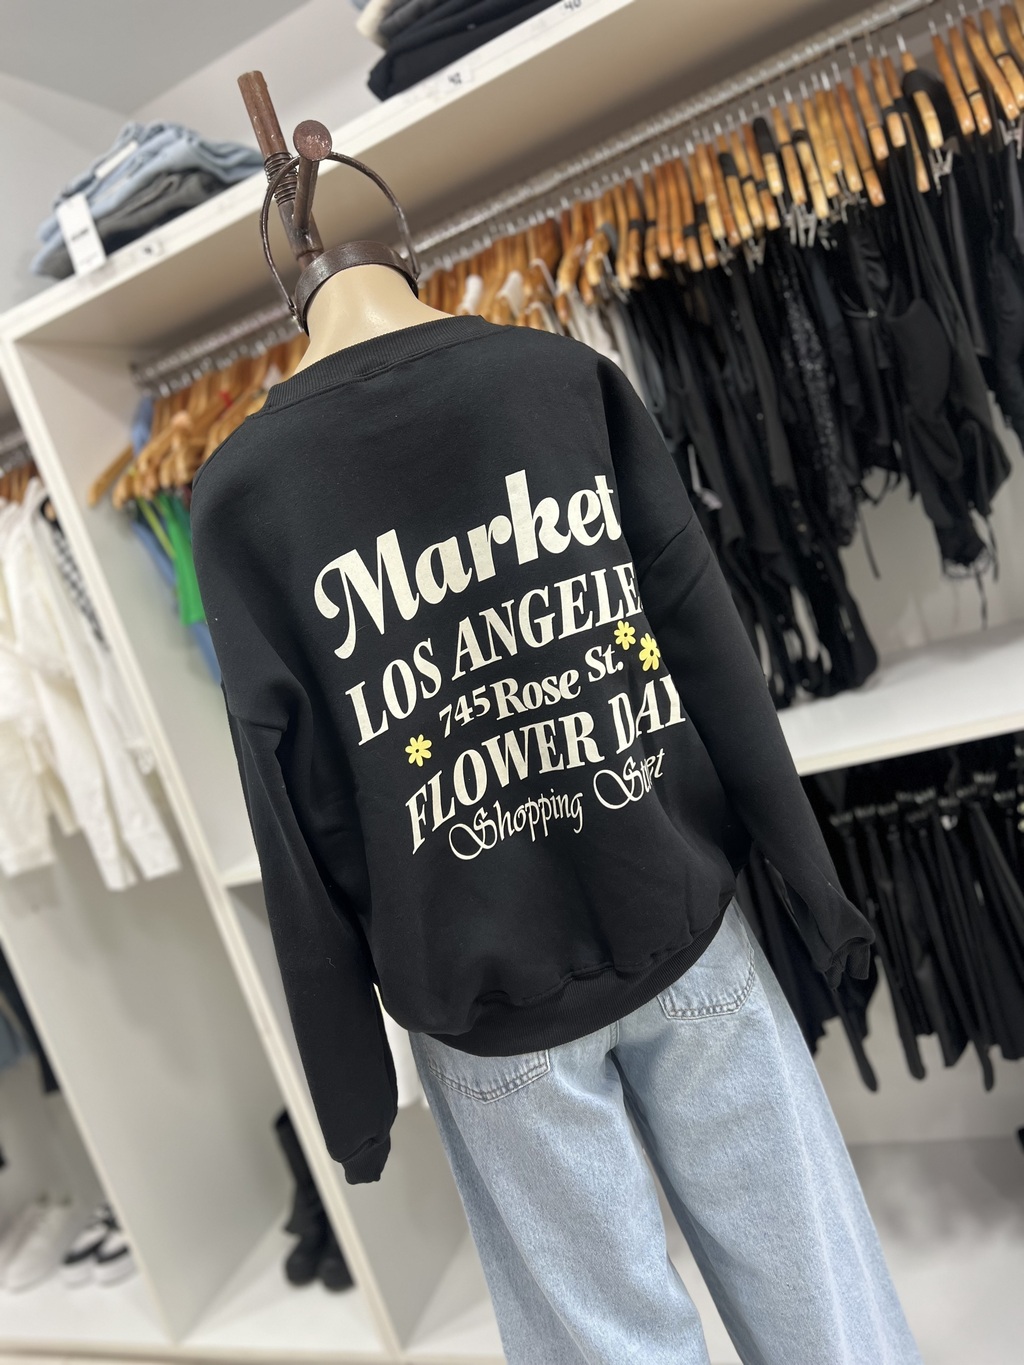 Market
LOS ANGELE
745 Rose St.
FLOWER DAY
Shopping